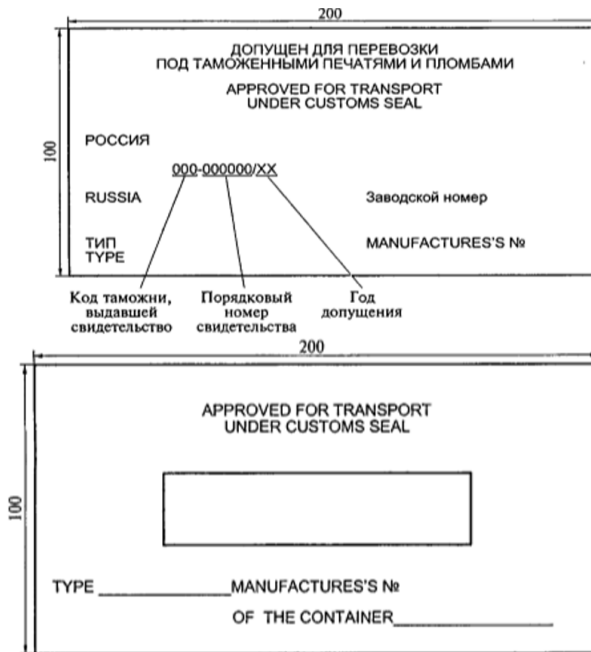 200
100
ДОПУЩЕН ДЛЯ ПЕРЕВОЗКИ
ПОД ТАМОЖЕННЫМИ ПЕЧАТЯМИ И ПЛОМБАМИ
APPROVED FOR TRANSPORT
UNDER CUSTOMS SEAL
РОССИЯ
000-000000/XX
RUSSIA Заводской номер
ТИП MANUFACTURES'S №
TYPE
Код таможни, Порядковый Год
выдавшей номер допущения
свидетельство свидетельства
200
100
APPROVED FOR TRANSPORT
UNDER CUSTOMS SEAL
TYPE MANUFACTURES'S №
OF THE CONTAINER